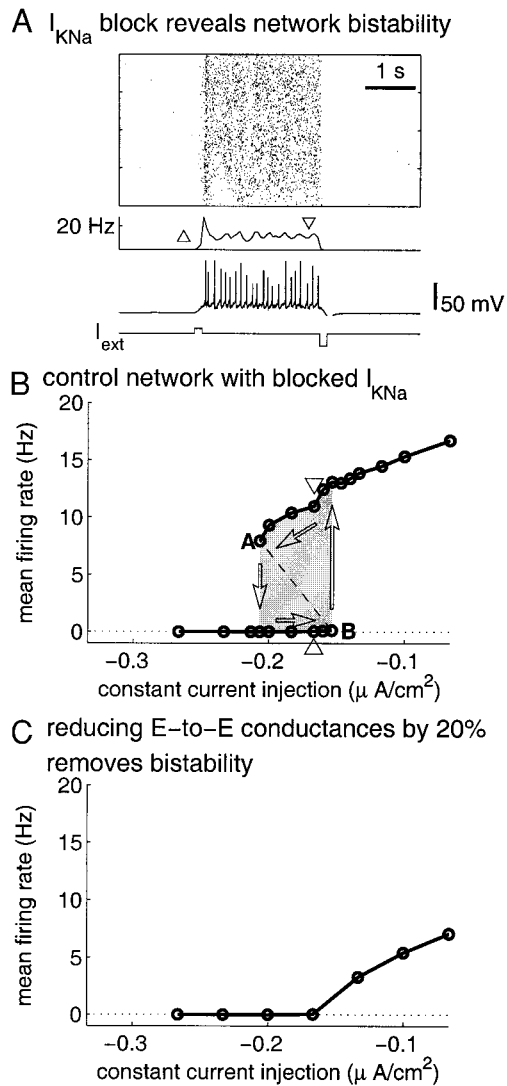 A I_KNa block reveals network bistability
1 s
20 Hz
50 mV
I_ext
B control network with blocked I_KNa
20
15
10
5
0
mean firing rate (Hz)
A
B
−0.3 −0.2 −0.1
constant current injection (μ A/cm²)
C reducing E−to−E conductances by 20%
removes bistability
20
15
10
5
0
mean firing rate (Hz)
−0.3 −0.2 −0.1
constant current injection (μ A/cm²)